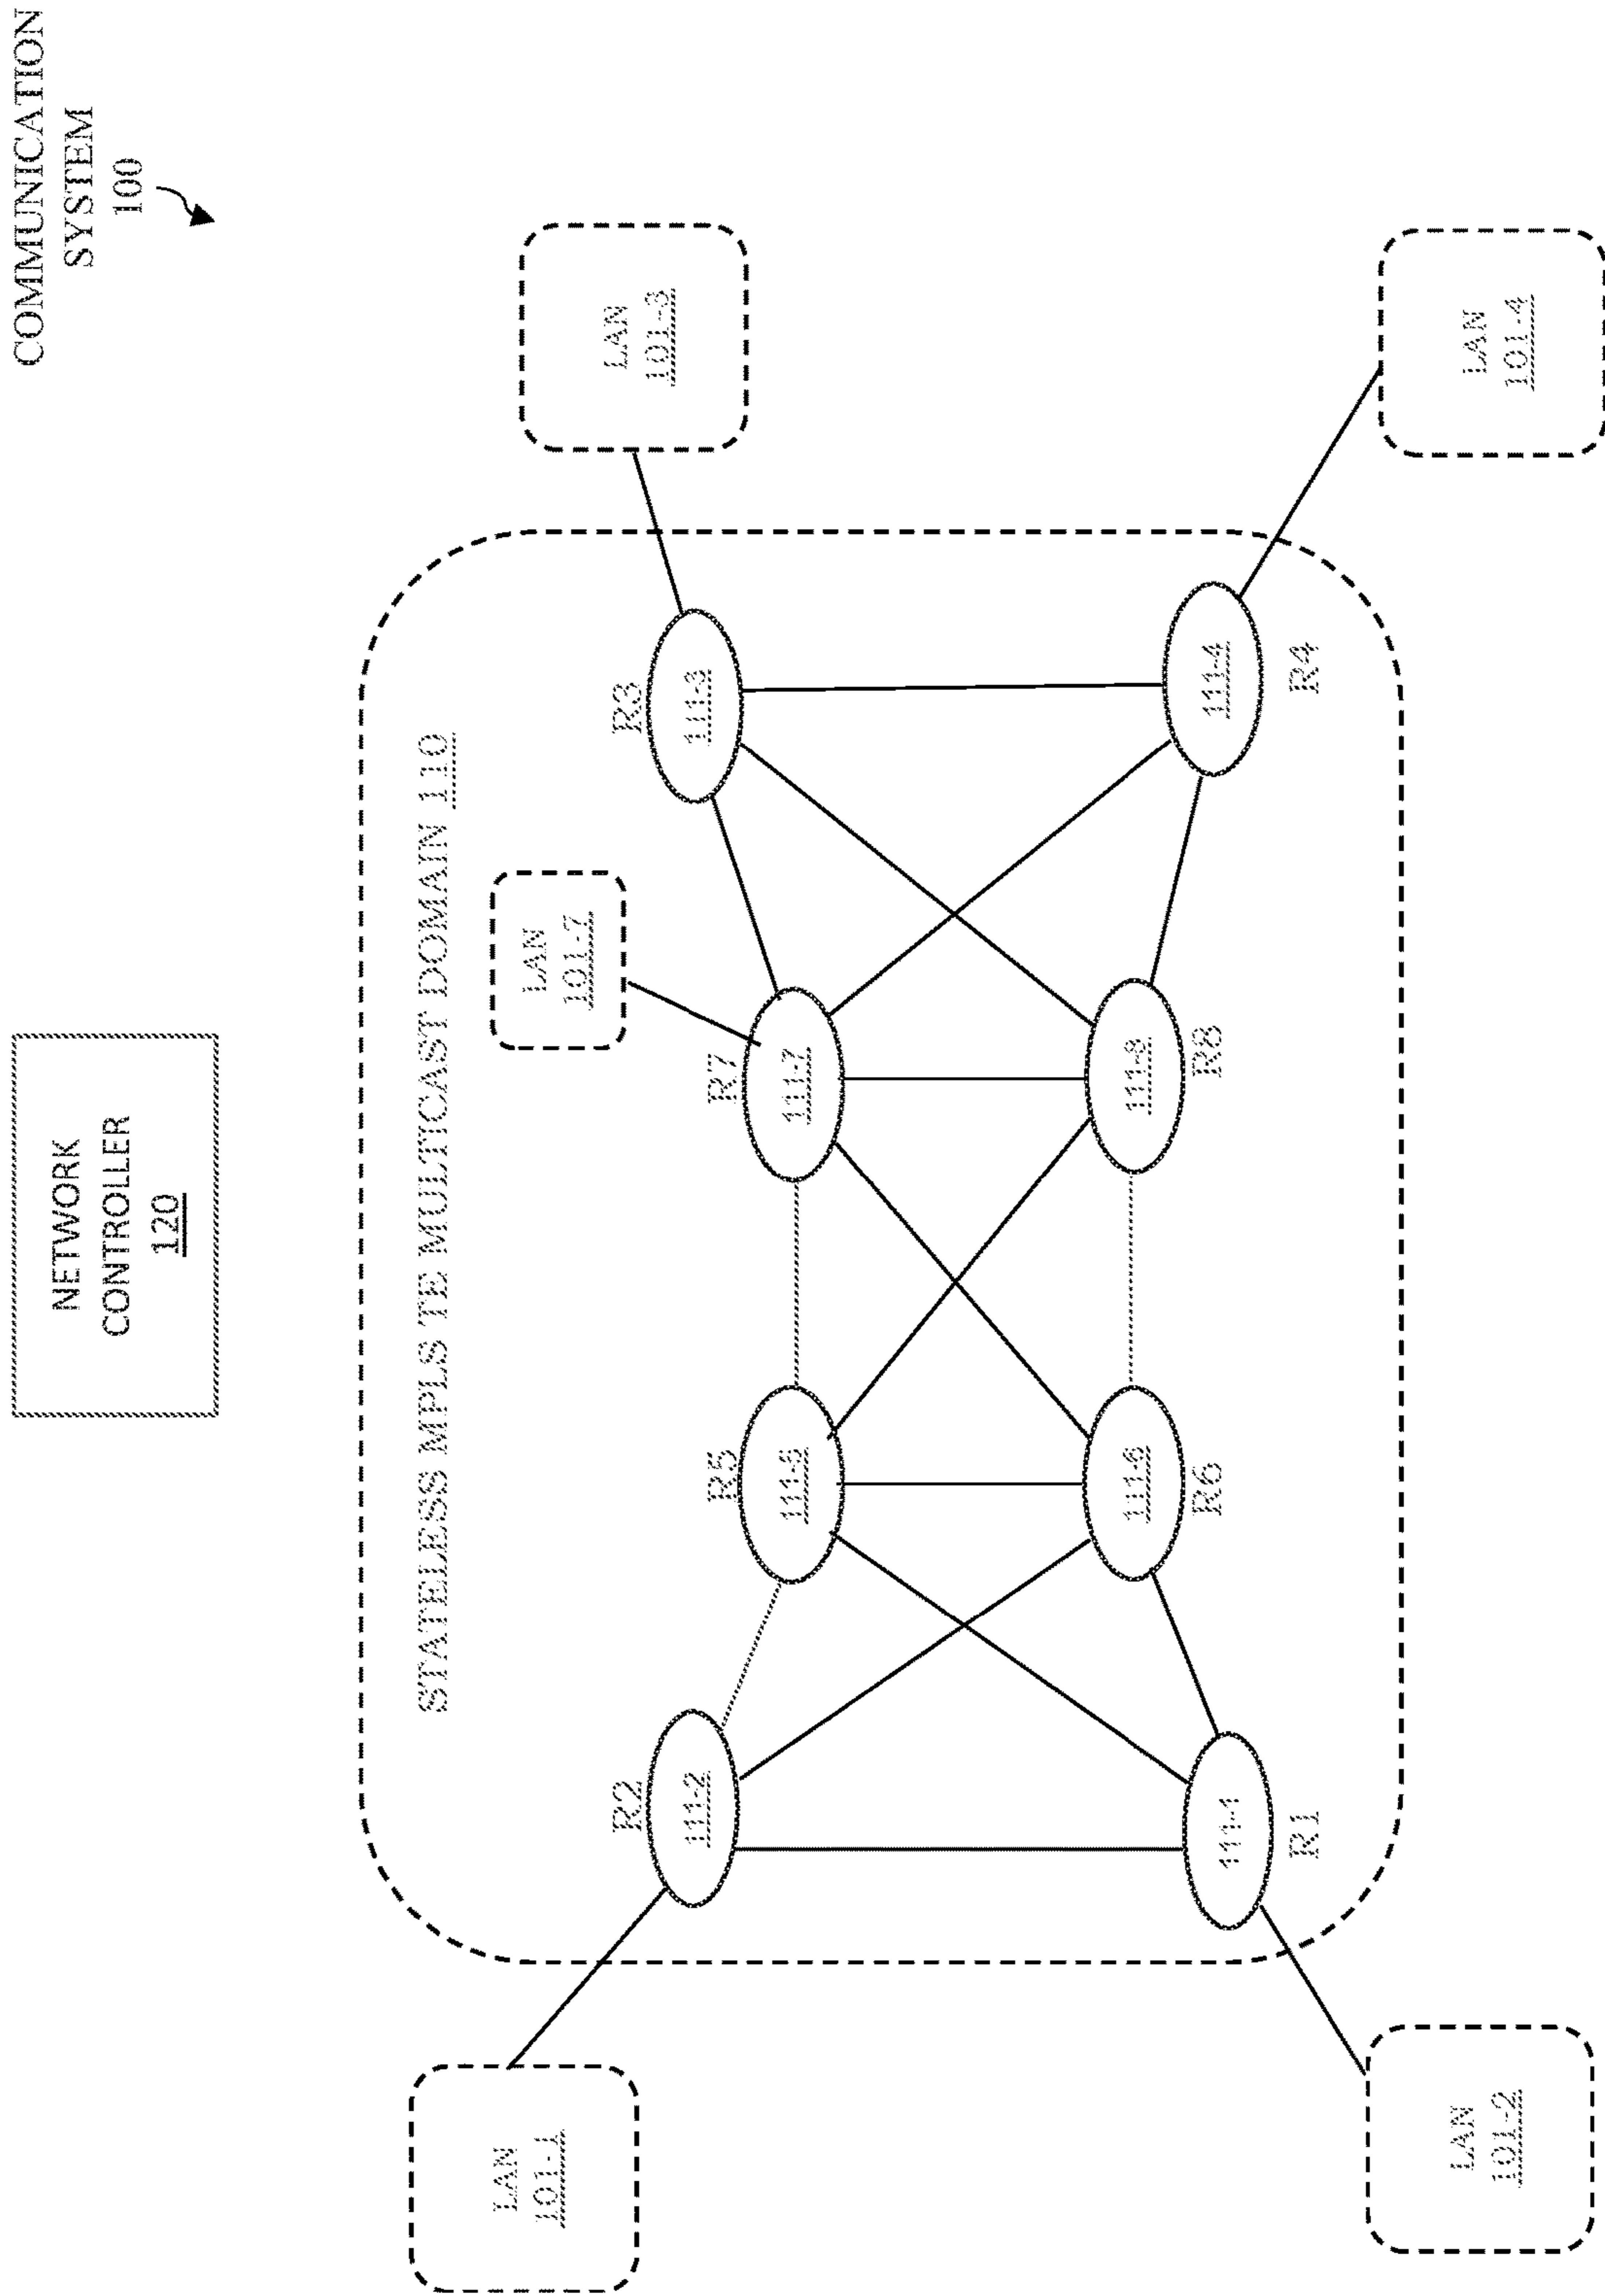 COMMUNICATION
SYSTEM
100
NETWORK
CONTROLLER
120
STATELESS MPLS TE MULTICAST DOMAIN 110
LAN
101-1
LAN
101-2
LAN
101-7
LAN
101-3
LAN
101-4
R2
111-2
R5
111-5
R7
111-7
R3
111-3
111-1
R1
111-6
R6
111-8
R8
111-4
R4